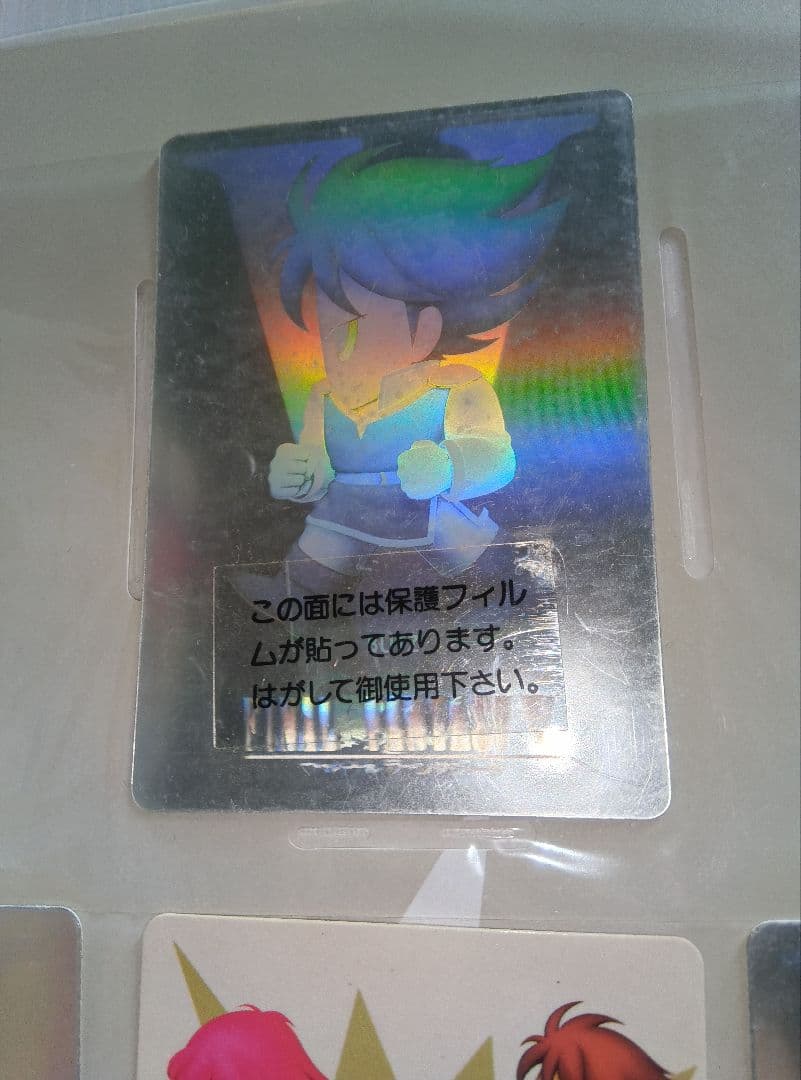 この面には保護フィル
ムが貼ってあります。
はがして御使用下さい。